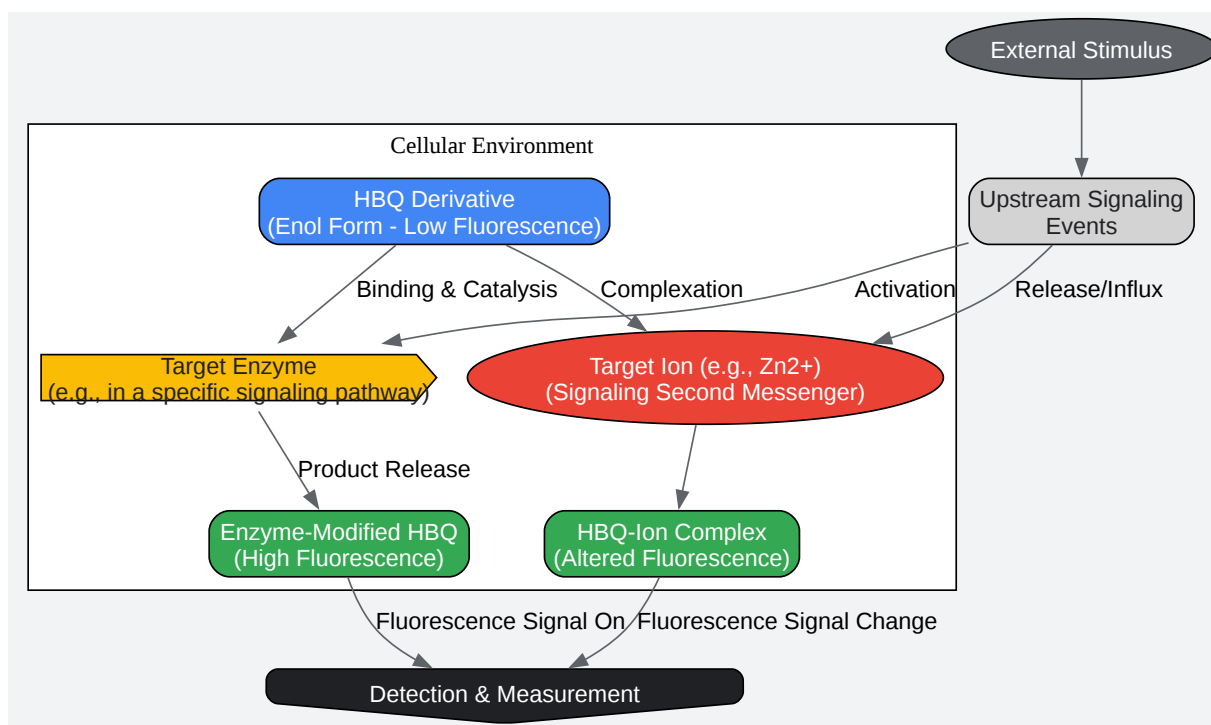 External Stimulus
Cellular Environment
HBQ Derivative
(Enol Form - Low Fluorescence)
Upstream Signaling
Events
Binding & Catalysis
Complexation
Activation
Release/Influx
Target Enzyme
(e.g., in a specific signaling pathway)
Target Ion (e.g., Zn2+)
(Signaling Second Messenger)
Product Release
Enzyme-Modified HBQ
(High Fluorescence)
HBQ-Ion Complex
(Altered Fluorescence)
Fluorescence Signal On
Fluorescence Signal Change
Detection & Measurement